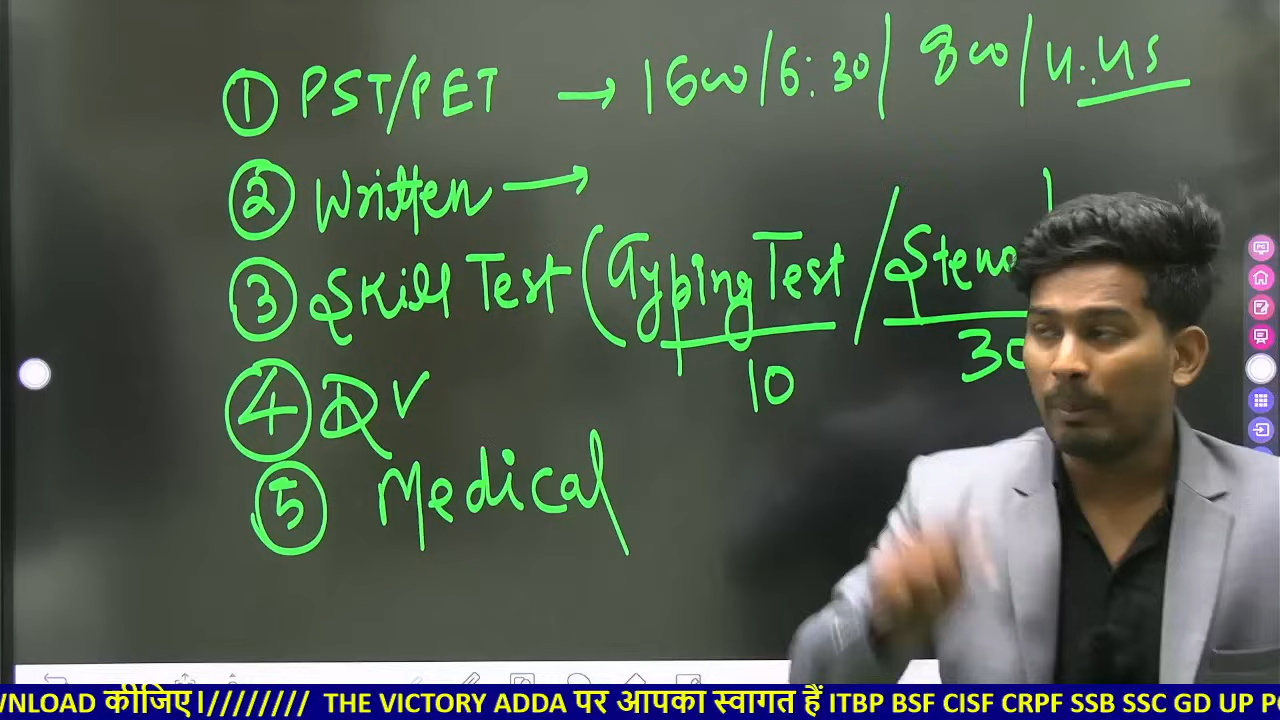 ① PST/PET → 1600/6:30/800/4:45
② Written →
③ Skill Test (Typing Test/Steno
10 30
④ DV
⑤ Medical
WNLOAD कीजिए।//////// THE VICTORY ADDA पर आपका स्वागत हैं ITBP BSF CISF CRPF SSB SSC GD UP P